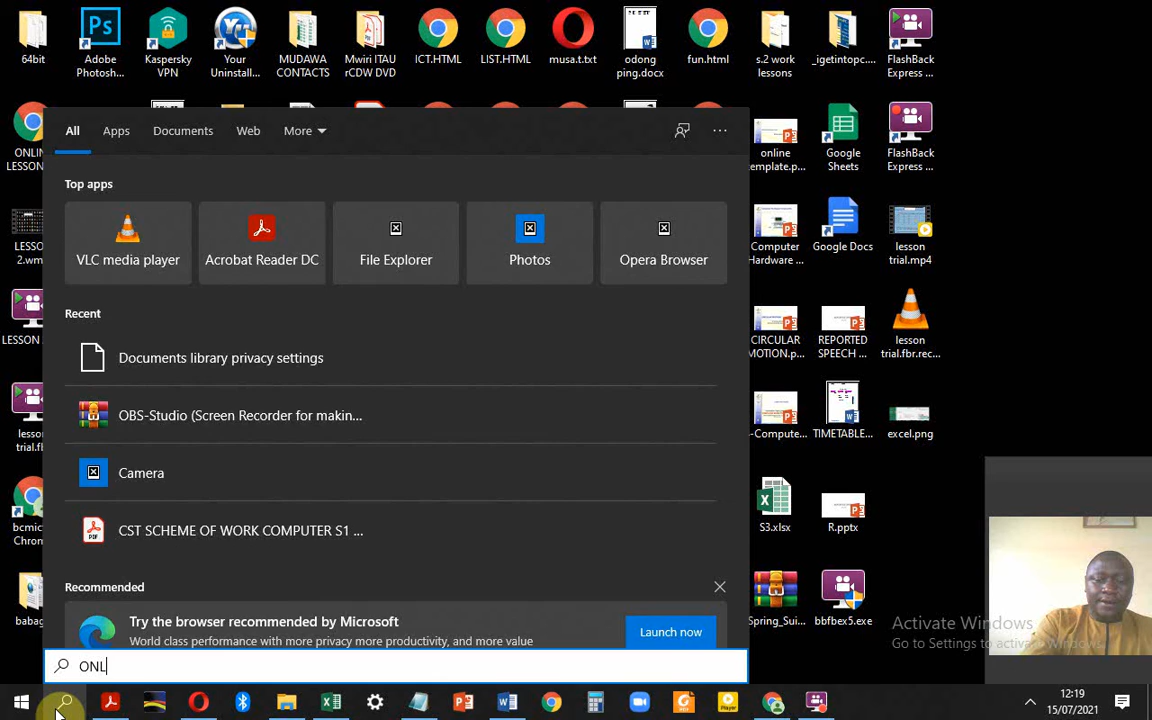 64bit
Adobe
Photosh...
Kaspersky
VPN
Your
Uninstall...
MUDAWA
CONTACTS
Mwiri ITAU
rCDW DVD
ICT.HTML
LIST.HTML
musa.t.txt
odong
ping.docx
fun.html
s.2 work
lessons
_igetintopc....
FlashBack
Express ...
All
Apps
Documents
Web
More
Top apps
VLC media player
Acrobat Reader DC
File Explorer
Photos
Opera Browser
Recent
Documents library privacy settings
OBS-Studio (Screen Recorder for makin...
Camera
CST SCHEME OF WORK COMPUTER S1 ...
Recommended
Try the browser recommended by Microsoft
World class performance with more privacy more productivity, and more value
Launch now
ONL
online
template.p...
Google
Sheets
FlashBack
Express ...
Computer
Hardware ...
Google Docs
lesson
trial.mp4
CIRCULAR
MOTION.p...
REPORTED
SPEECH ...
lesson
trial.fbr.rec...
-Compute...
TIMETABLE...
excel.png
S3.xlsx
R.pptx
Spring_Sui...
bbfbex5.exe
Activate Windows
Go to Settings to activate Windows.
12:19
15/07/2021